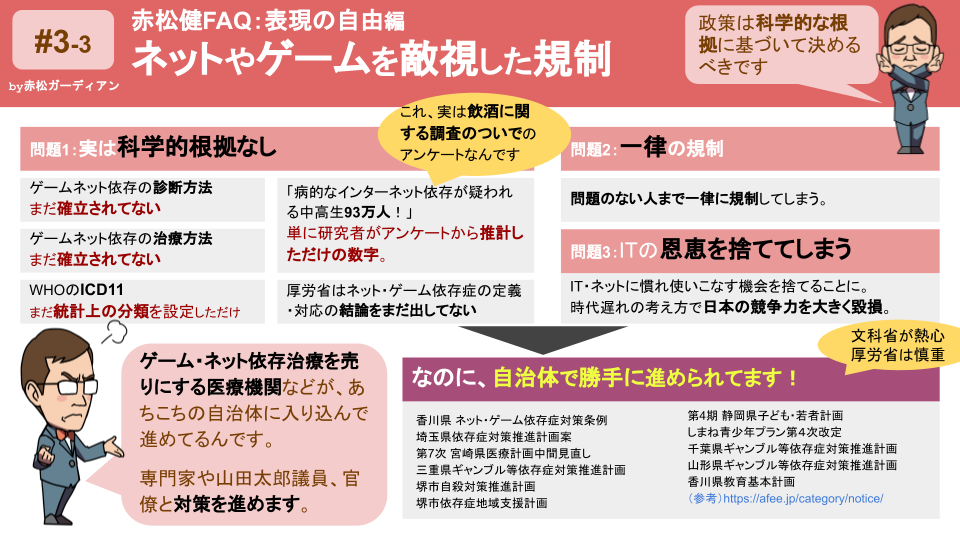 #3-3
by赤松ガーディアン
赤松健FAQ：表現の自由編
ネットやゲームを敵視した規制
政策は科学的な根
拠に基づいて決める
べきです
これ、実は飲酒に関
する調査のついでの
アンケートなんです
問題1：実は科学的根拠なし
ゲームネット依存の診断方法
まだ確立されてない
ゲームネット依存の治療方法
まだ確立されてない
WHOのICD11
まだ統計上の分類を設定しただけ
「病的なインターネット依存が疑われ
る中高生93万人！」
単に研究者がアンケートから推計し
ただけの数字。
厚労省はネット・ゲーム依存症の定義
・対応の結論をまだ出してない
問題2：一律の規制
問題のない人まで一律に規制してしまう。
問題3：ITの恩恵を捨ててしまう
IT・ネットに慣れ使いこなす機会を捨てることに。
時代遅れの考え方で日本の競争力を大きく毀損。
文科省が熱心
厚労省は慎重
ゲーム・ネット依存治療を売
りにする医療機関などが、あ
ちこちの自治体に入り込んで
進めてるんです。
専門家や山田太郎議員、官
僚と対策を進めます。
なのに、自治体で勝手に進められてます！
香川県 ネット・ゲーム依存症対策条例
埼玉県依存症対策推進計画案
第7次 宮崎県医療計画中間見直し
三重県ギャンブル等依存症対策推進計画
堺市自殺対策推進計画
堺市依存症地域支援計画
第4期 静岡県子ども・若者計画
しまね青少年プラン第４次改定
千葉県ギャンブル等依存症対策推進計画
山形県ギャンブル等依存症対策推進計画
香川県教育基本計画
（参考）https://afee.jp/category/notice/